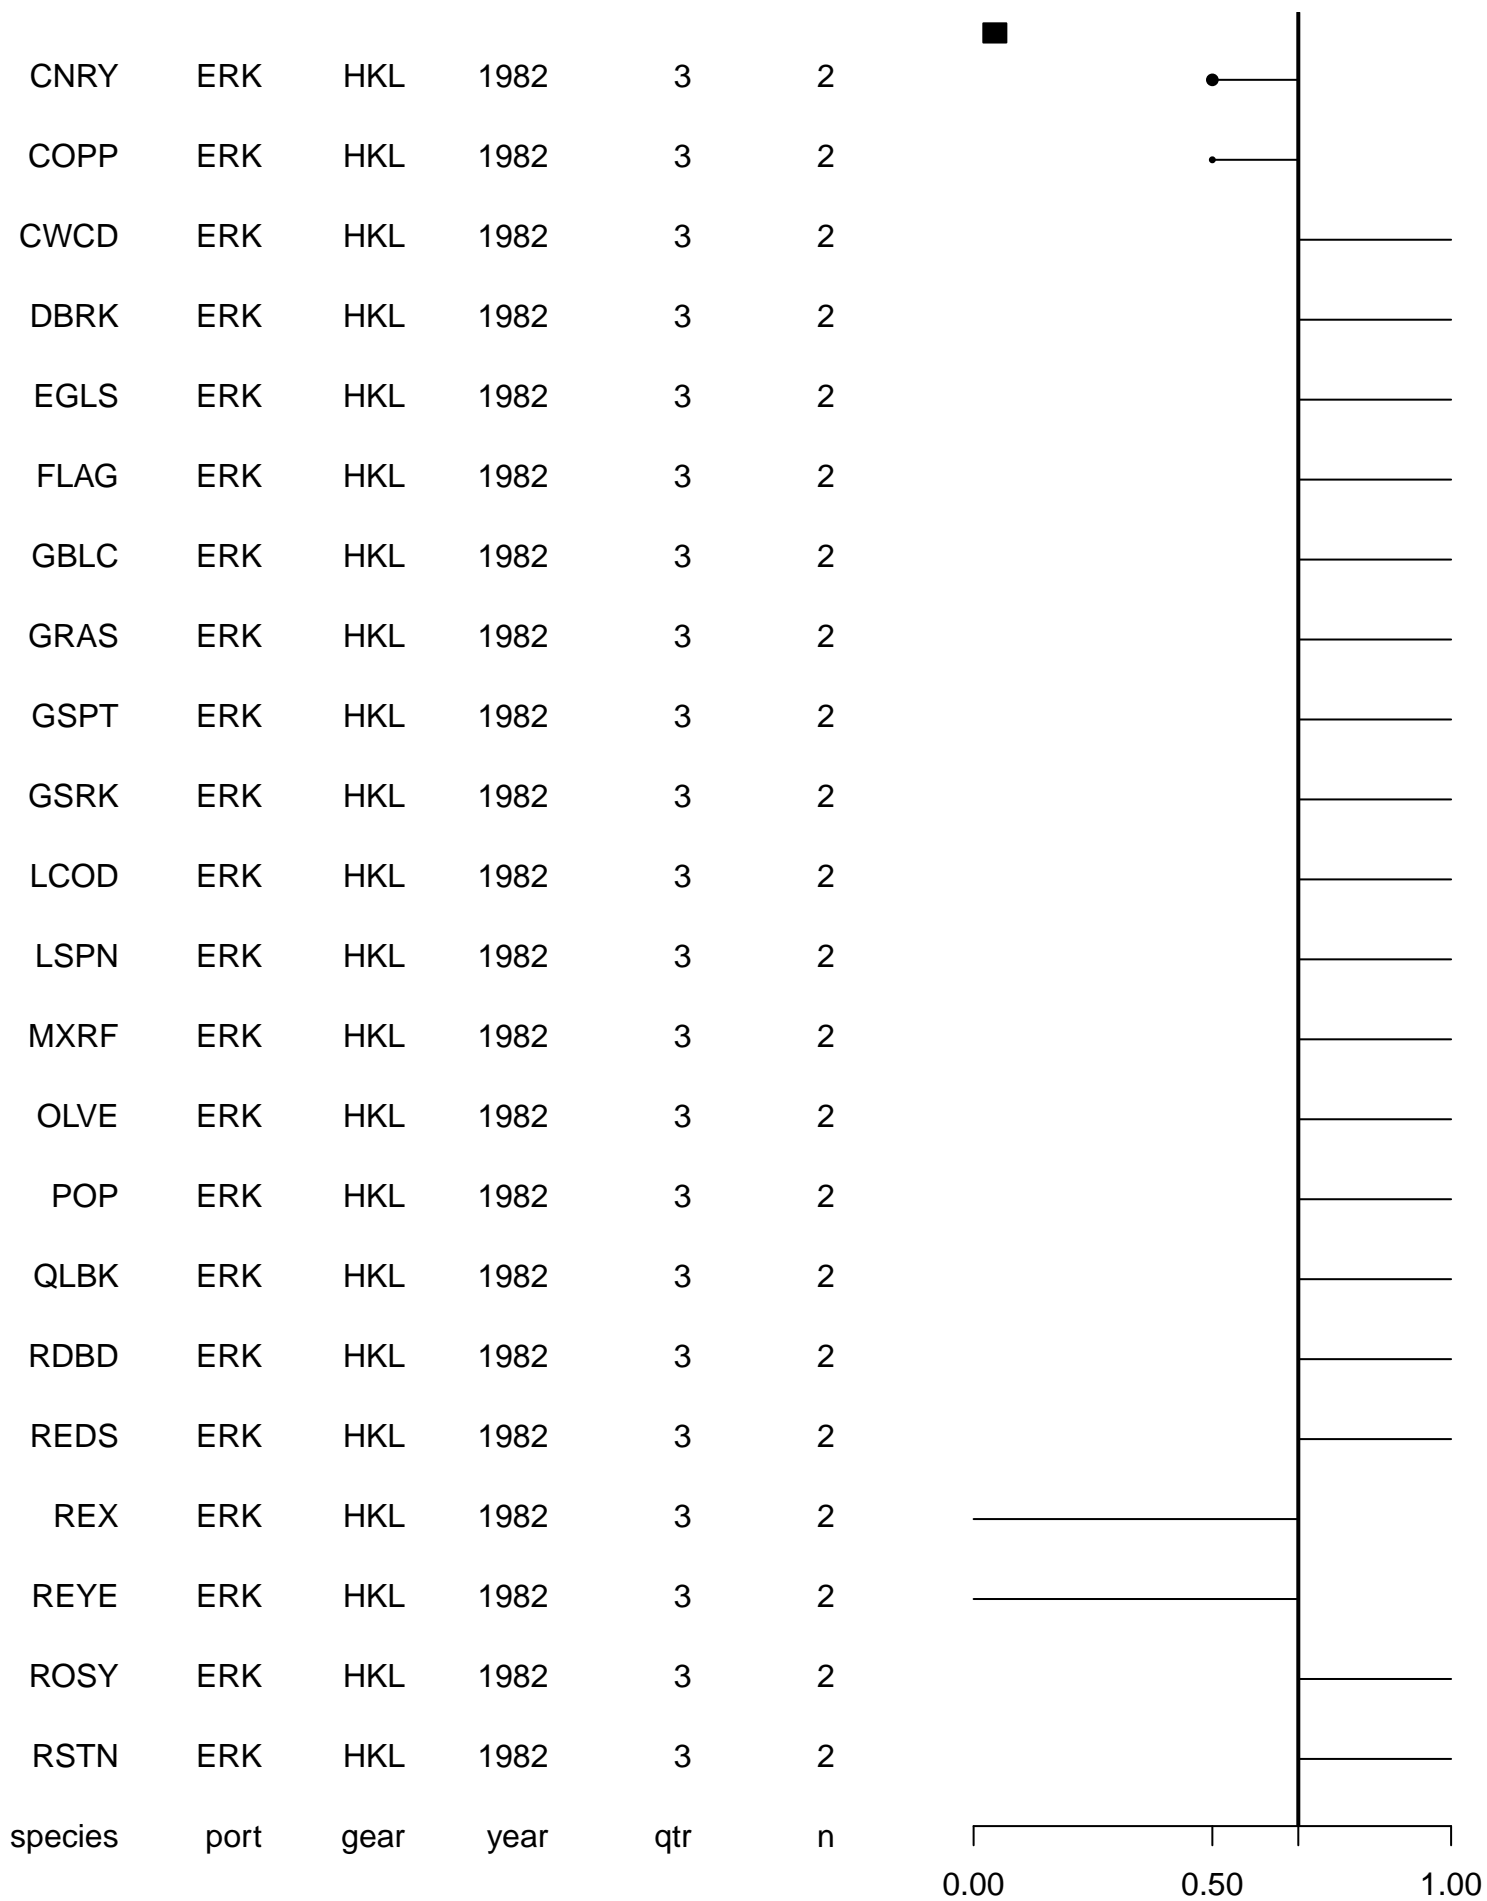 CNRY ERK HKL 1982 3 2
COPP ERK HKL 1982 3 2
CWCD ERK HKL 1982 3 2
DBRK ERK HKL 1982 3 2
EGLS ERK HKL 1982 3 2
FLAG ERK HKL 1982 3 2
GBLC ERK HKL 1982 3 2
GRAS ERK HKL 1982 3 2
GSPT ERK HKL 1982 3 2
GSRK ERK HKL 1982 3 2
LCOD ERK HKL 1982 3 2
LSPN ERK HKL 1982 3 2
MXRF ERK HKL 1982 3 2
OLVE ERK HKL 1982 3 2
POP ERK HKL 1982 3 2
QLBK ERK HKL 1982 3 2
RDBD ERK HKL 1982 3 2
REDS ERK HKL 1982 3 2
REX ERK HKL 1982 3 2
REYE ERK HKL 1982 3 2
ROSY ERK HKL 1982 3 2
RSTN ERK HKL 1982 3 2
species port gear year qtr n
0.00 0.50 1.00